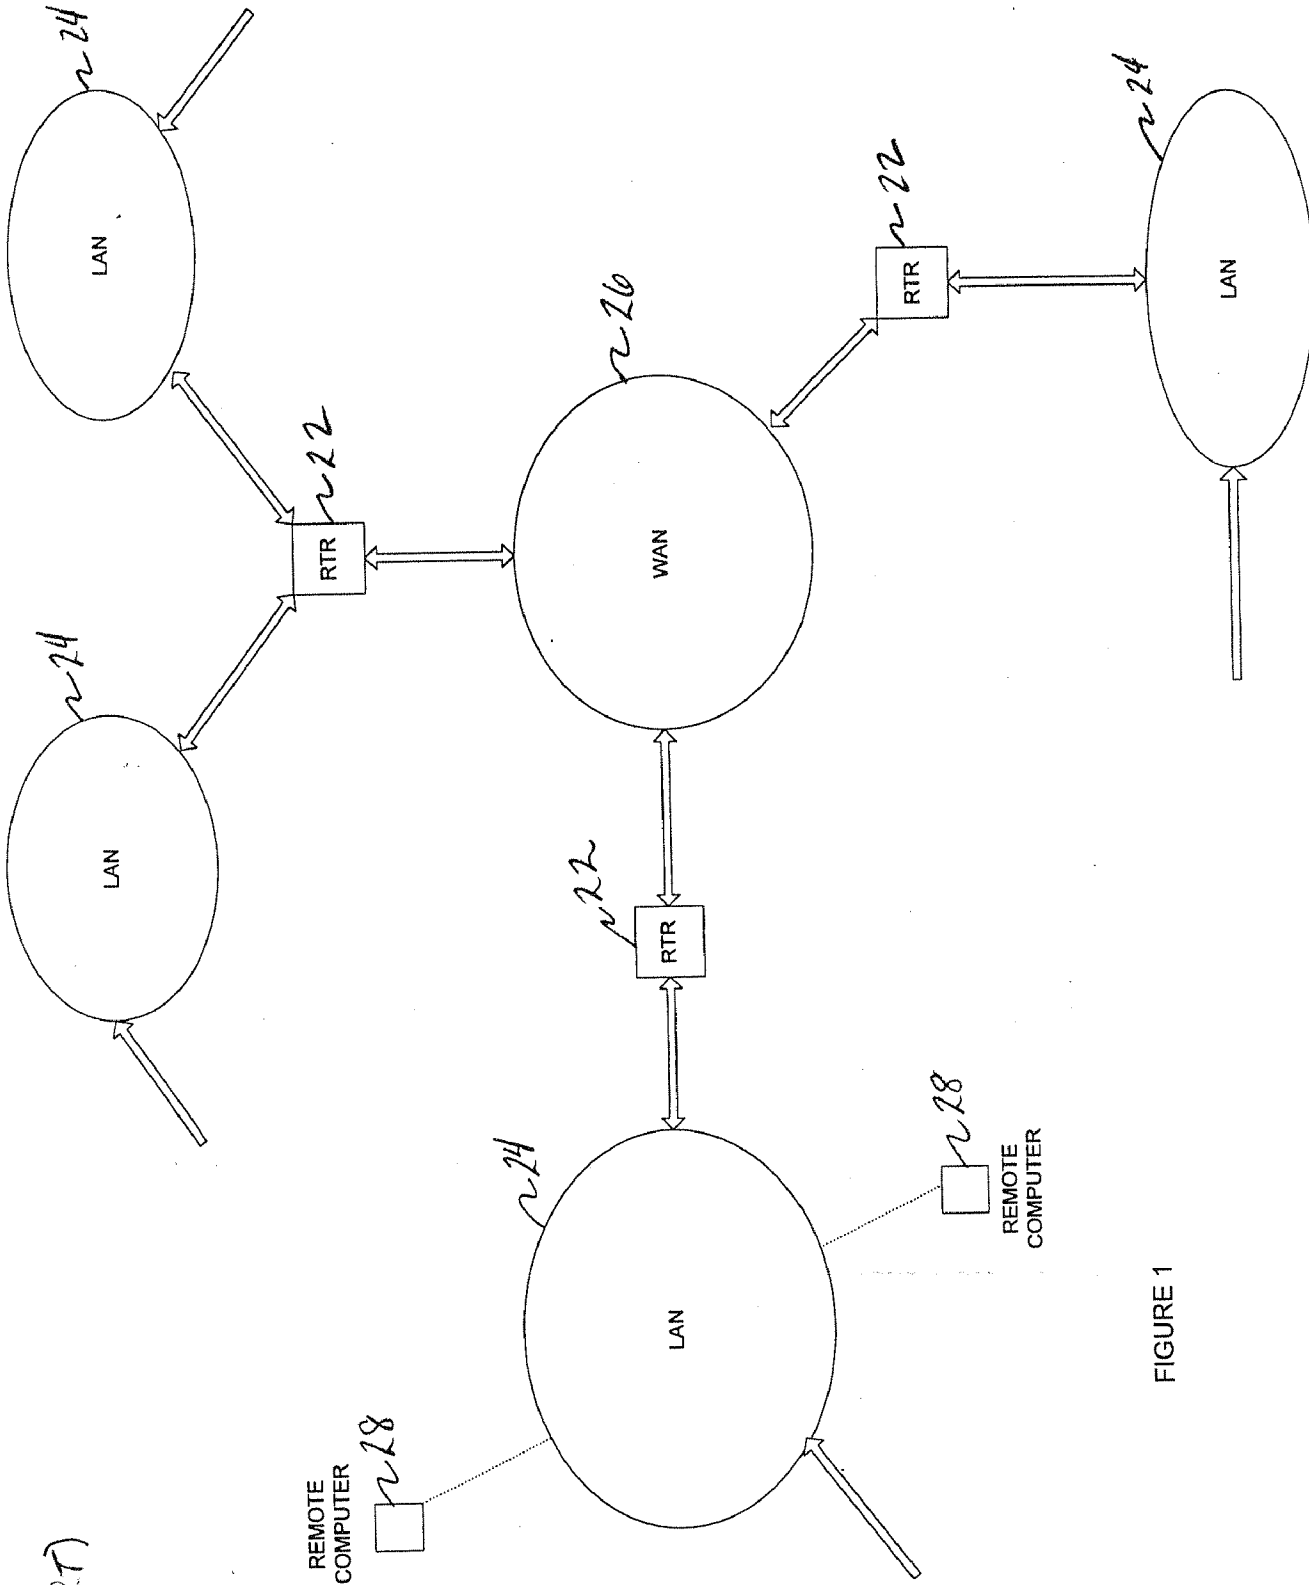 REMOTE
COMPUTER
28
LAN
24
REMOTE
COMPUTER
28
RTR
22
LAN
24
WAN
26
RTR
22
LAN
24
RTR
22
LAN
24
FIGURE 1